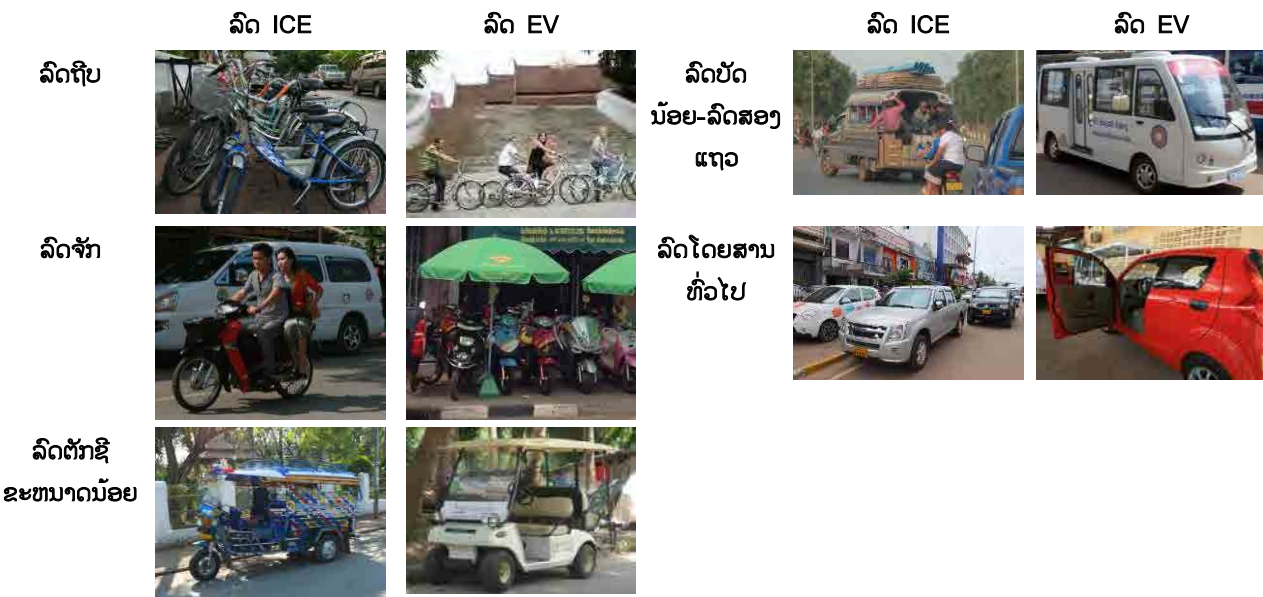 ລົດ ICE
ລົດ EV
ລົດຖີບ
ລົດຈັກ
ລົດຕັກຊີ
ຂະຫນາດນ້ອຍ
ລົດ ICE
ລົດ EV
ລົດບັດ
ນ້ອຍ-ລົດສອງ
ແຖວ
ລົດໂດຍສານ
ທົ່ວໄປ